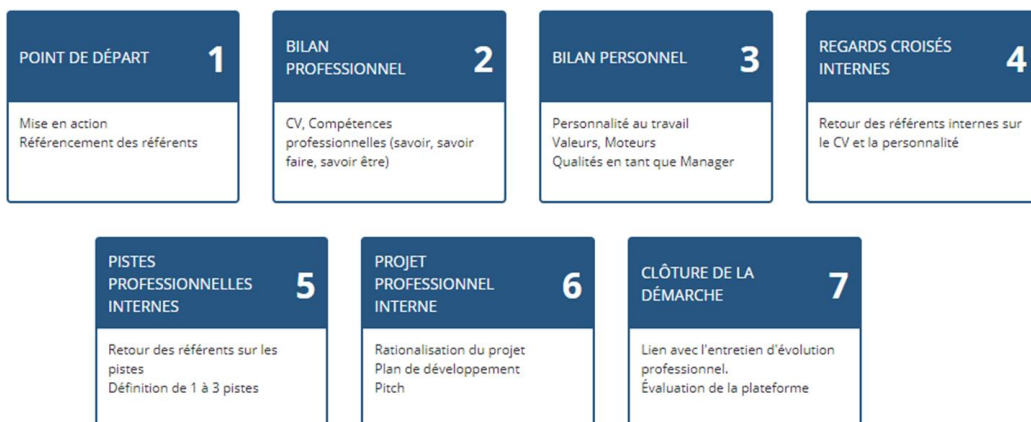 POINT DE DÉPART
1
Mise en action
Référencement des référents
BILAN
PROFESSIONNEL
2
CV, Compétences
professionnelles (savoir, savoir
faire, savoir être)
BILAN PERSONNEL
3
Personnalité au travail
Valeurs, Moteurs
Qualités en tant que Manager
REGARDS CROISÉS
INTERNES
4
Retour des référents internes sur
le CV et la personnalité
PISTES
PROFESSIONNELLES
INTERNES
5
Retour des référents sur les
pistes
Définition de 1 à 3 pistes
PROJET
PROFESSIONNEL
INTERNE
6
Rationalisation du projet
Plan de développement
Pitch
CLÔTURE DE LA
DÉMARCHE
7
Lien avec l'entretien d'évolution
professionnel.
Évaluation de la plateforme